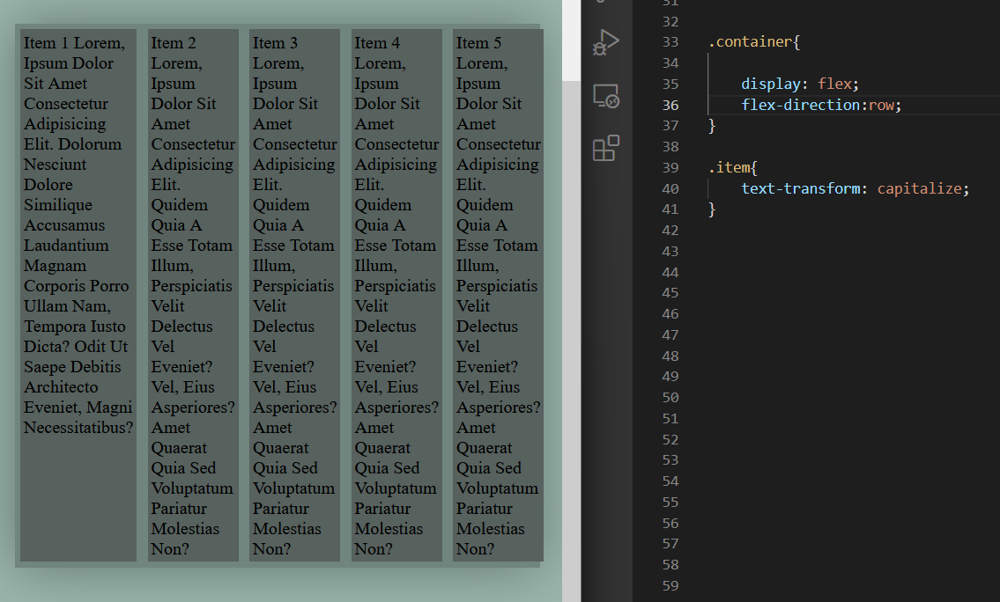 Item 1 Lorem,
Ipsum Dolor
Sit Amet
Consectetur
Adipisicing
Elit. Dolorum
Nesciunt
Dolore
Similique
Accusamus
Laudantium
Magnam
Corporis Porro
Ullam Nam,
Tempora Iusto
Dicta? Odit Ut
Saepe Debitis
Architecto
Eveniet, Magni
Necessitatibus?
Item 2
Lorem,
Ipsum
Dolor Sit
Amet
Consectetur
Adipisicing
Elit.
Quidem
Quia A
Esse Totam
Illum,
Perspiciatis
Velit
Delectus
Vel
Eveniet?
Vel, Eius
Asperiores?
Amet
Quaerat
Quia Sed
Voluptatum
Pariatur
Molestias
Non?
Item 3
Lorem,
Ipsum
Dolor Sit
Amet
Consectetur
Adipisicing
Elit.
Quidem
Quia A
Esse Totam
Illum,
Perspiciatis
Velit
Delectus
Vel
Eveniet?
Vel, Eius
Asperiores?
Amet
Quaerat
Quia Sed
Voluptatum
Pariatur
Molestias
Non?
Item 4
Lorem,
Ipsum
Dolor Sit
Amet
Consectetur
Adipisicing
Elit.
Quidem
Quia A
Esse Totam
Illum,
Perspiciatis
Velit
Delectus
Vel
Eveniet?
Vel, Eius
Asperiores?
Amet
Quaerat
Quia Sed
Voluptatum
Pariatur
Molestias
Non?
Item 5
Lorem,
Ipsum
Dolor Sit
Amet
Consectetur
Adipisicing
Elit.
Quidem
Quia A
Esse Totam
Illum,
Perspiciatis
Velit
Delectus
Vel
Eveniet?
Vel, Eius
Asperiores?
Amet
Quaerat
Quia Sed
Voluptatum
Pariatur
Molestias
Non?
31
32
33 .container{
34
35 display: flex;
36 flex-direction:row;
37 }
38
39 .item{
40 text-transform: capitalize;
41 }
42
43
44
45
46
47
48
49
50
51
52
53
54
55
56
57
58
59